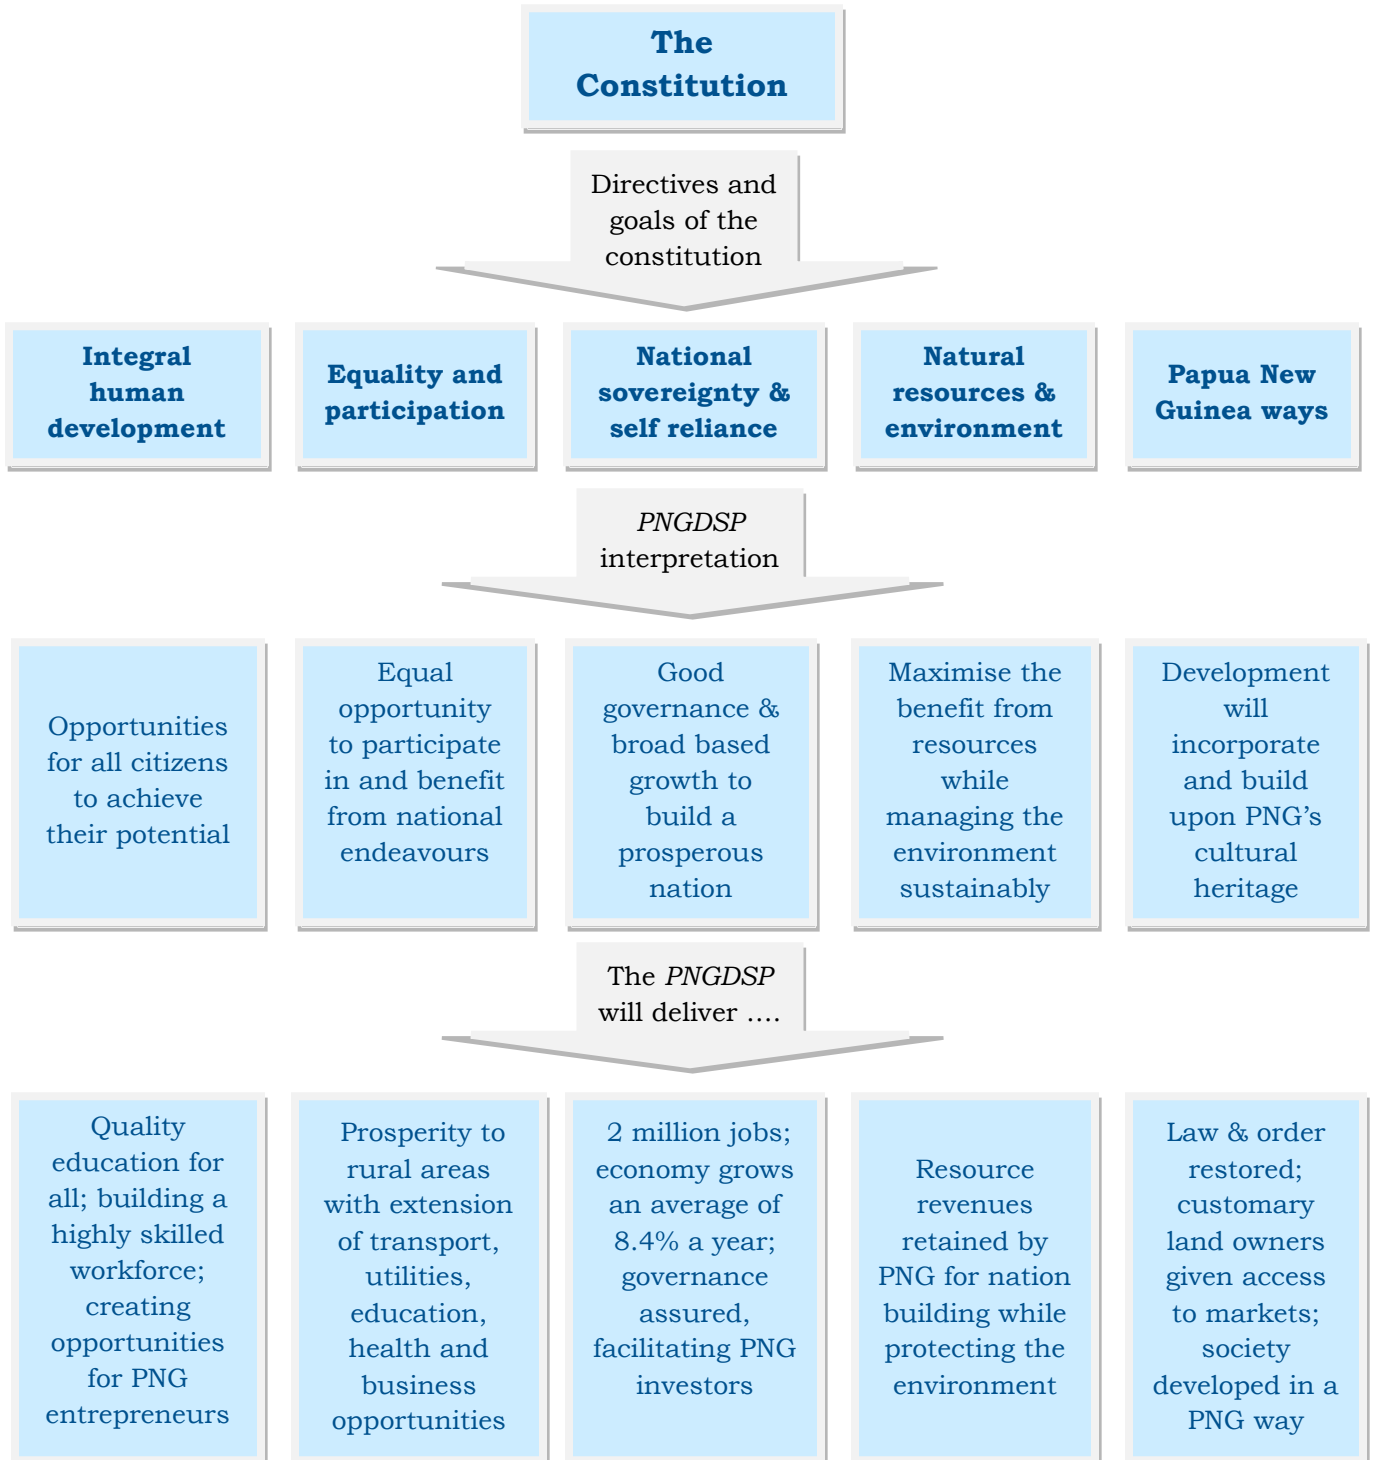 The
Constitution
Directives and
goals of the
constitution
Integral
human
development
Equality and
participation
National
sovereignty &
self reliance
Natural
resources &
environment
Papua New
Guinea ways
PNGDSP
interpretation
Opportunities
for all citizens
to achieve
their potential
Equal
opportunity
to participate
in and benefit
from national
endeavours
Good
governance &
broad based
growth to
build a
prosperous
nation
Maximise the
benefit from
resources
while
managing the
environment
sustainably
Development
will
incorporate
and build
upon PNG’s
cultural
heritage
The PNGDSP
will deliver ....
Quality
education for
all; building a
highly skilled
workforce;
creating
opportunities
for PNG
entrepreneurs
Prosperity to
rural areas
with extension
of transport,
utilities,
education,
health and
business
opportunities
2 million jobs;
economy grows
an average of
8.4% a year;
governance
assured,
facilitating PNG
investors
Resource
revenues
retained by
PNG for nation
building while
protecting the
environment
Law & order
restored;
customary
land owners
given access
to markets;
society
developed in a
PNG way